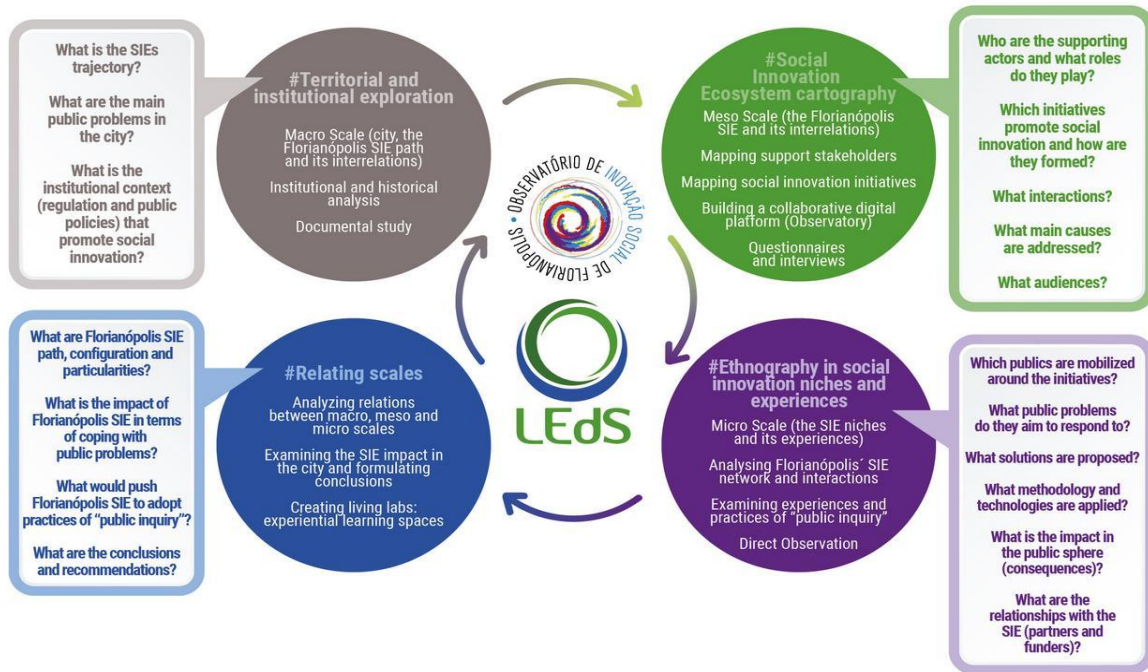 What is the SIEs
trajectory?
What are the main
public problems in
the city?
What is the
institutional context
(regulation and public
policies) that
promote social
innovation?
#Territorial and
institutional exploration
Macro Scale (city, the
Florianópolis SIE path
and its interrelations)
Institutional and historical
analysis
Documental study
OBSERVATÓRIO DE INOVAÇÃO SOCIAL DE FLORIANÓPOLIS •
#Social
Innovation
Ecosystem cartography
Meso Scale (the Florianópolis
SIE and its interrelations)
Mapping support stakeholders
Mapping social innovation initiatives
Building a collaborative digital
platform (Observatory)
Questionnaires
and interviews
Who are the supporting
actors and what roles
do they play?
Which initiatives
promote social
innovation and how are
they formed?
What interactions?
What main causes
are addressed?
What audiences?
What are Florianópolis SIE
path, configuration and
particularities?
What is the impact of
Florianópolis SIE in terms
of coping with
public problems?
What would push
Florianópolis SIE to adopt
practices of “public inquiry”?
What are the conclusions
and recommendations?
#Relating scales
Analyzing relations
between macro, meso and
micro scales
Examining the SIE impact in
the city and formulating
conclusions
Creating living labs:
experiential learning spaces
LEdS
#Ethnography in social
innovation niches and
experiences
Micro Scale (the SIE niches
and its experiences)
Analysing Florianópolis´ SIE
network and interactions
Examining experiences and
practices of “public inquiry”
Direct Observation
Which publics are mobilized
around the initiatives?
What public problems
do they aim to respond to?
What solutions are proposed?
What methodology and
technologies are applied?
What is the impact in
the public sphere
(consequences)?
What are the
relationships with the
SIE (partners and
funders)?